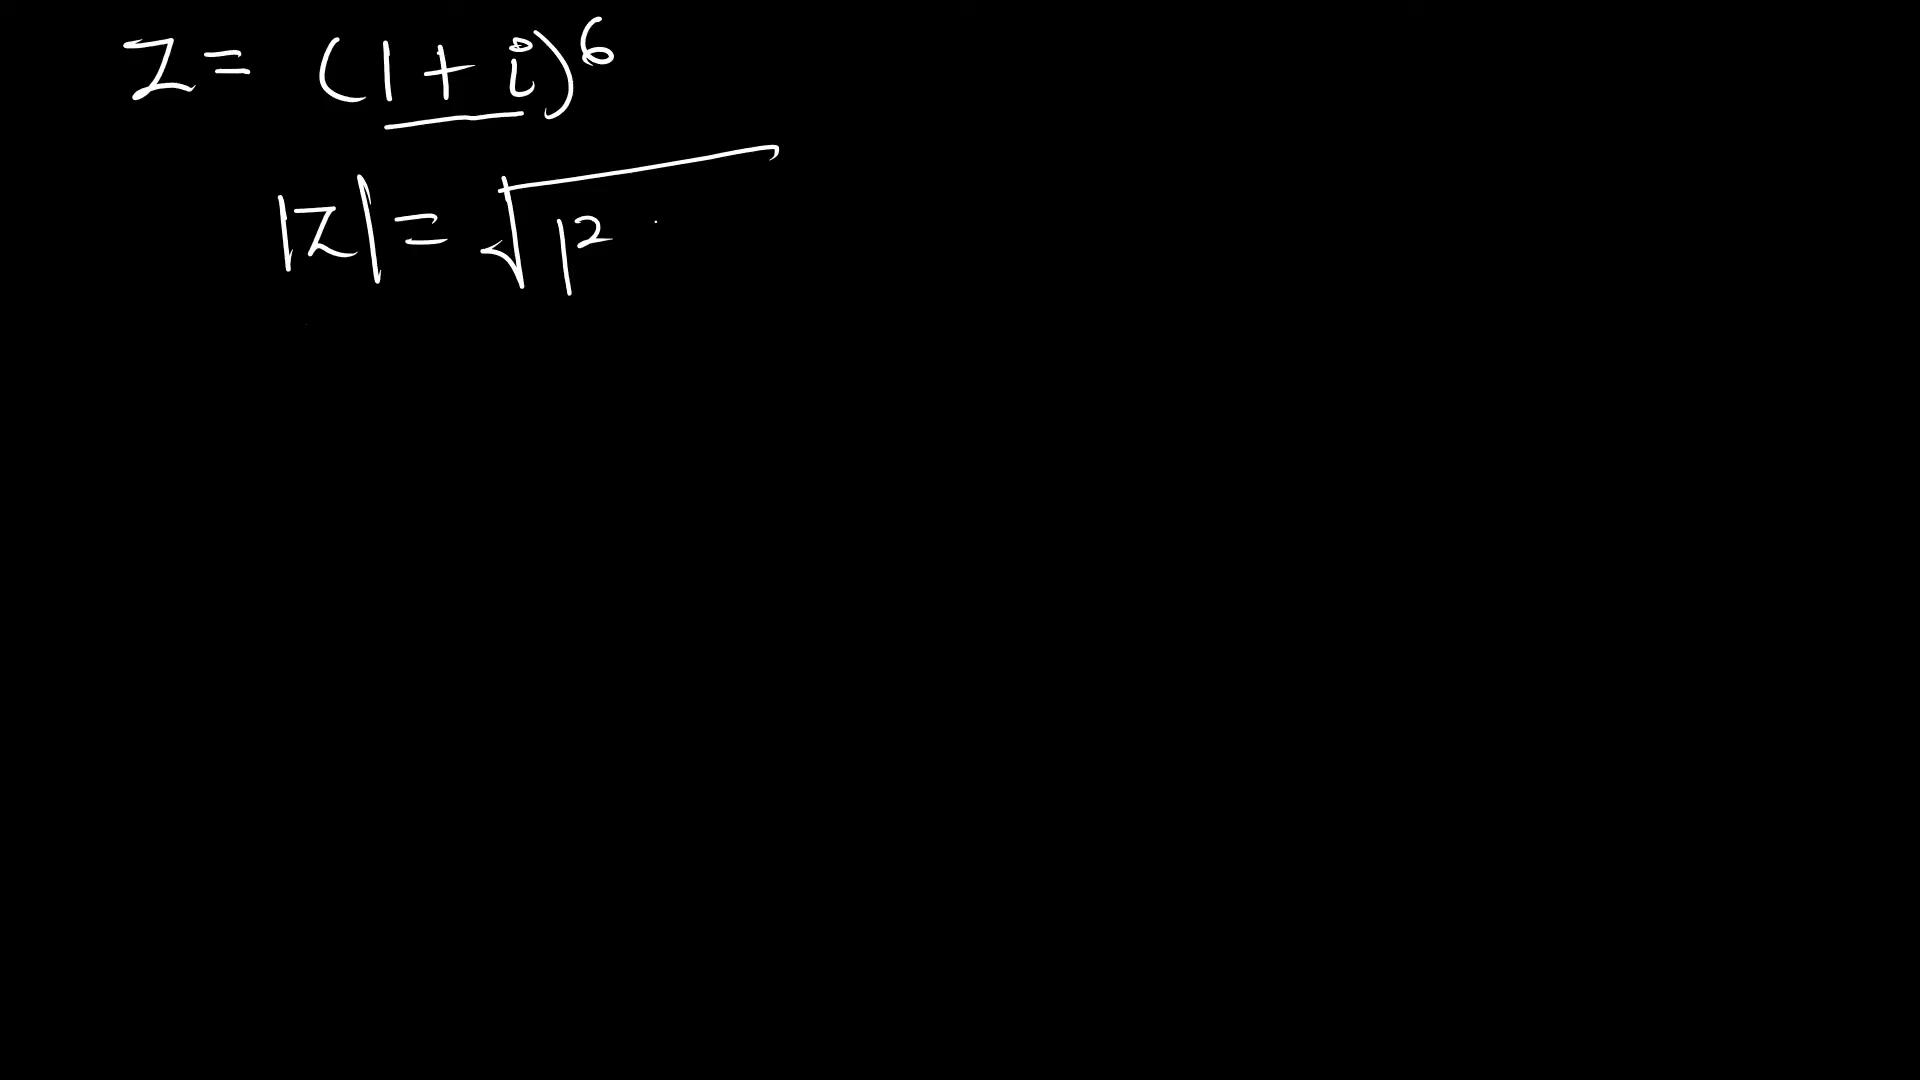 z = (1 + i)⁶
|z| = √1²